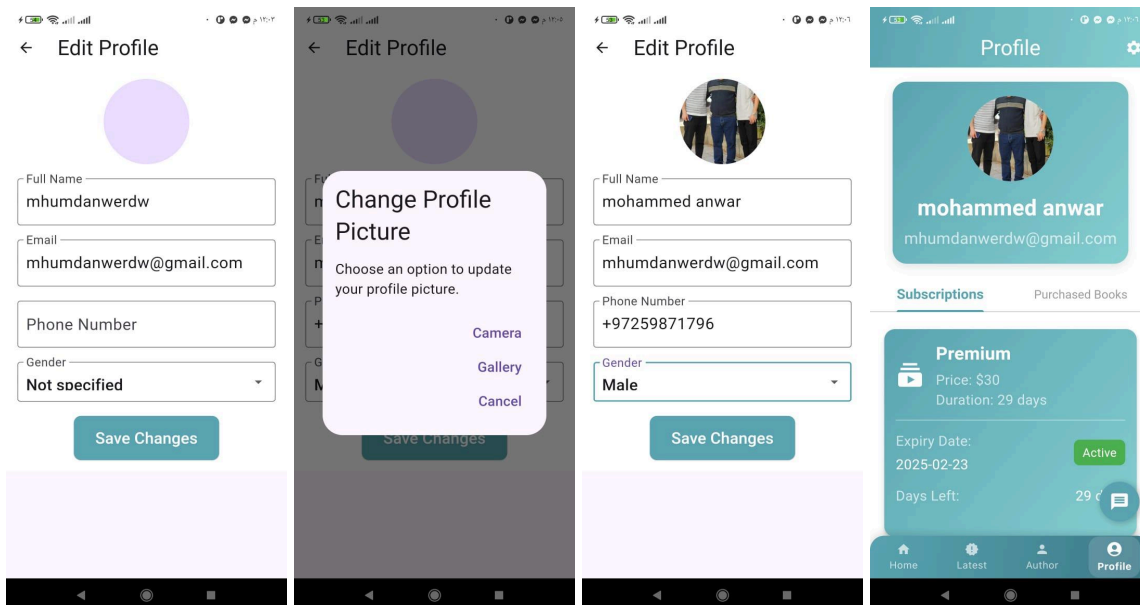 ١٢:٠٣ م
Edit Profile
Full Name
mhumdanwerdw
Email
mhumdanwerdw@gmail.com
Phone Number
Gender
Not specified
Save Changes
Edit Profile
Change Profile
Picture
Choose an option to update
your profile picture.
Camera
Gallery
Cancel
Save Changes
١٢:٠٦ م
Edit Profile
Full Name
mohammed anwar
Email
mhumdanwerdw@gmail.com
Phone Number
+97259871796
Gender
Male
Save Changes
Profile
mohammed anwar
mhumdanwerdw@gmail.com
Subscriptions Purchased Books
Premium
Price: $30
Duration: 29 days
Expiry Date:
2025-02-23
Active
Days Left: 29
Home Latest Author Profile